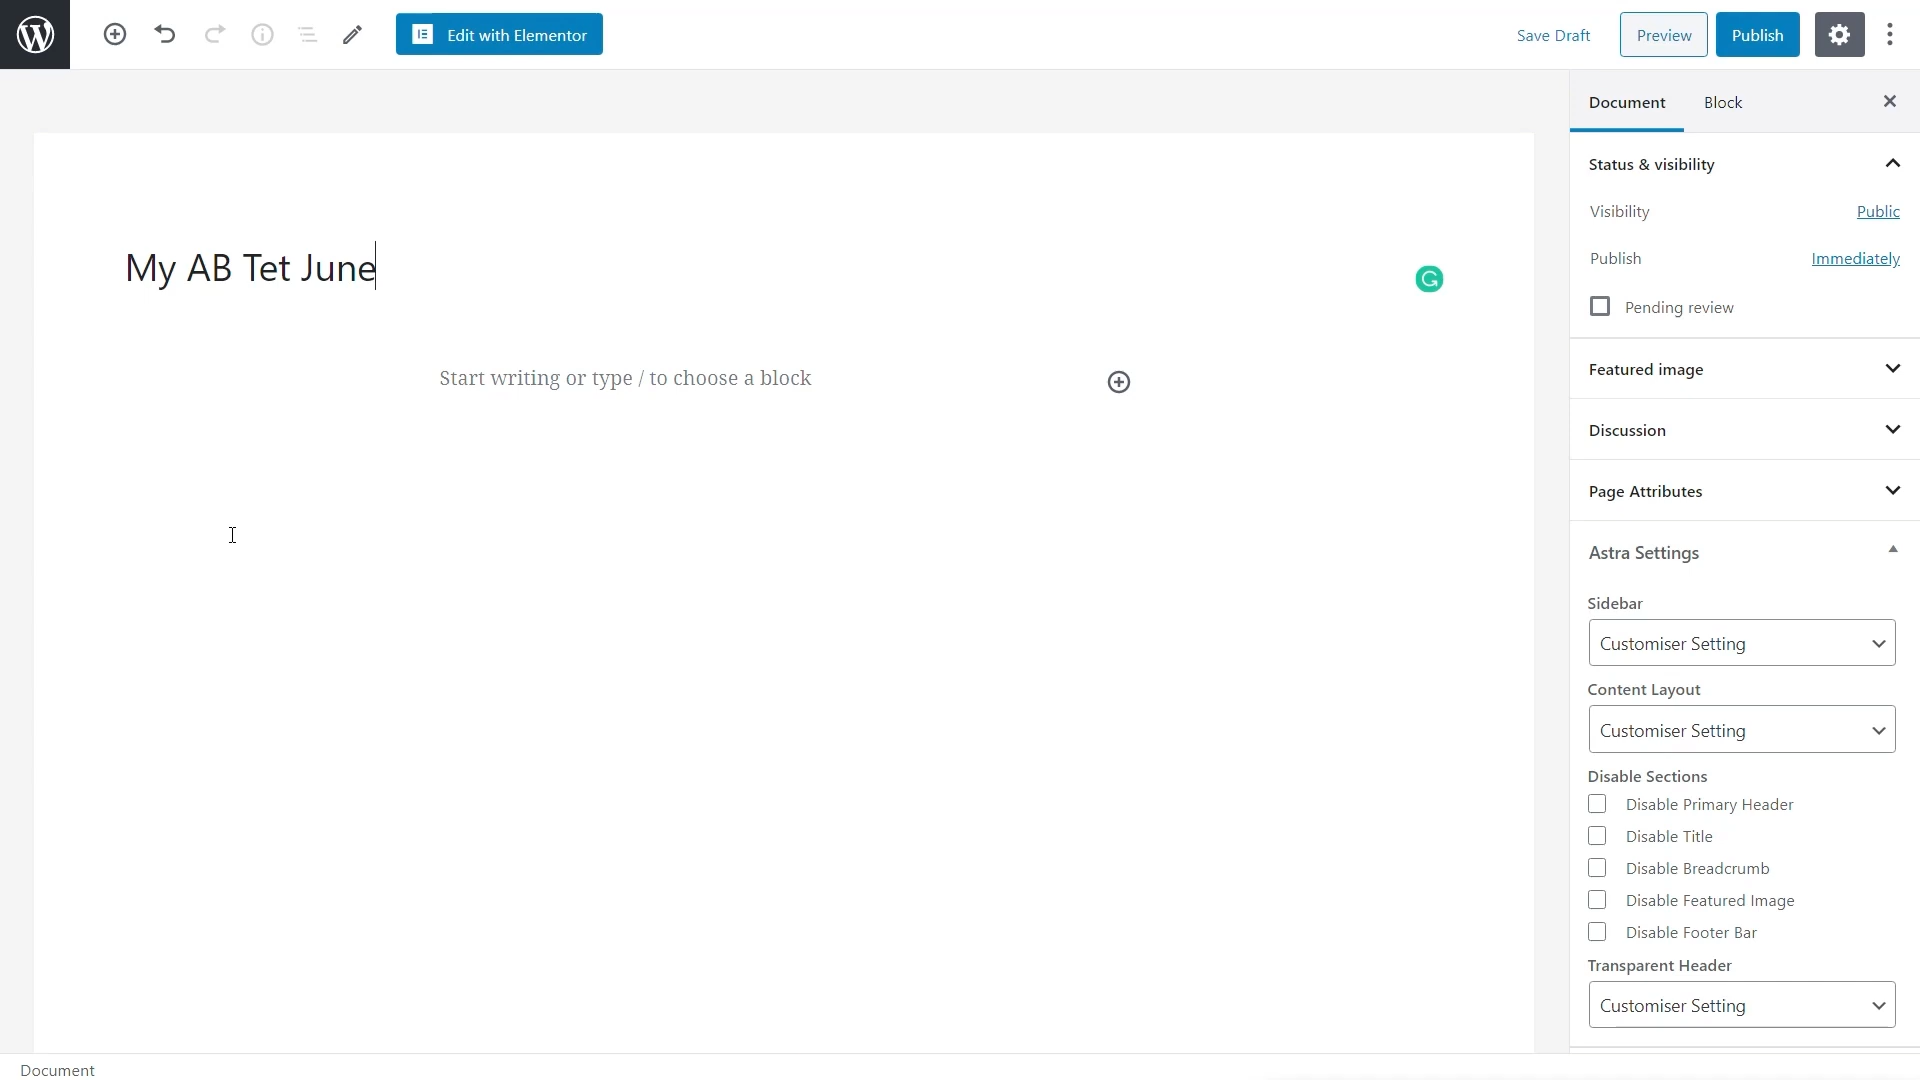 Edit with Elementor
Save Draft
Preview
Publish
Document
Block
My AB Tet June
Start writing or type / to choose a block
Status & visibility
Visibility
Public
Publish
Immediately
Pending review
Featured image
Discussion
Page Attributes
Astra Settings
Sidebar
Customiser Setting
Content Layout
Customiser Setting
Disable Sections
Disable Primary Header
Disable Title
Disable Breadcrumb
Disable Featured Image
Disable Footer Bar
Transparent Header
Customiser Setting
Document